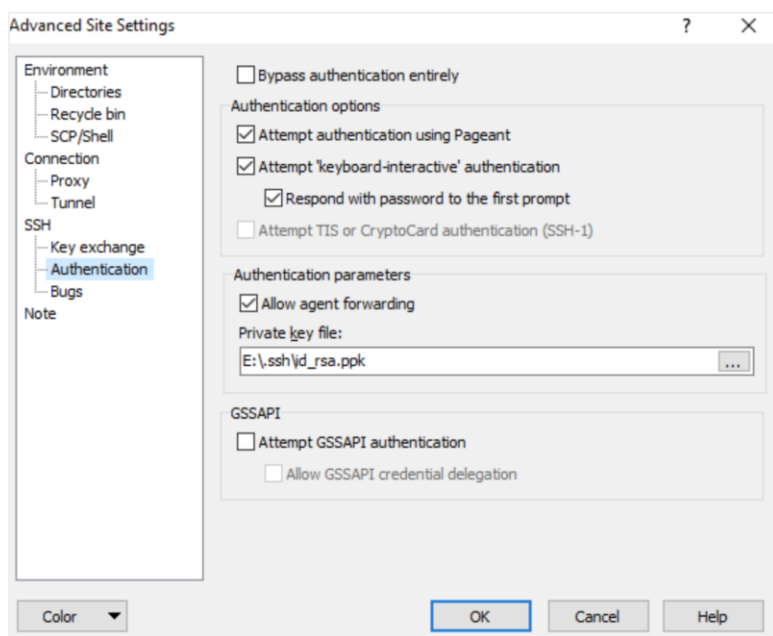 Advanced Site Settings
?
Environment
Directories
Recycle bin
SCP/Shell
Connection
Proxy
Tunnel
SSH
Key exchange
Authentication
Bugs
Note
Bypass authentication entirely
Authentication options
Attempt authentication using Pageant
Attempt 'keyboard-interactive' authentication
Respond with password to the first prompt
Attempt TIS or CryptoCard authentication (SSH-1)
Authentication parameters
Allow agent forwarding
Private key file:
E:\.ssh\id_rsa.ppk
...
GSSAPI
Attempt GSSAPI authentication
Allow GSSAPI credential delegation
Color
OK
Cancel
Help